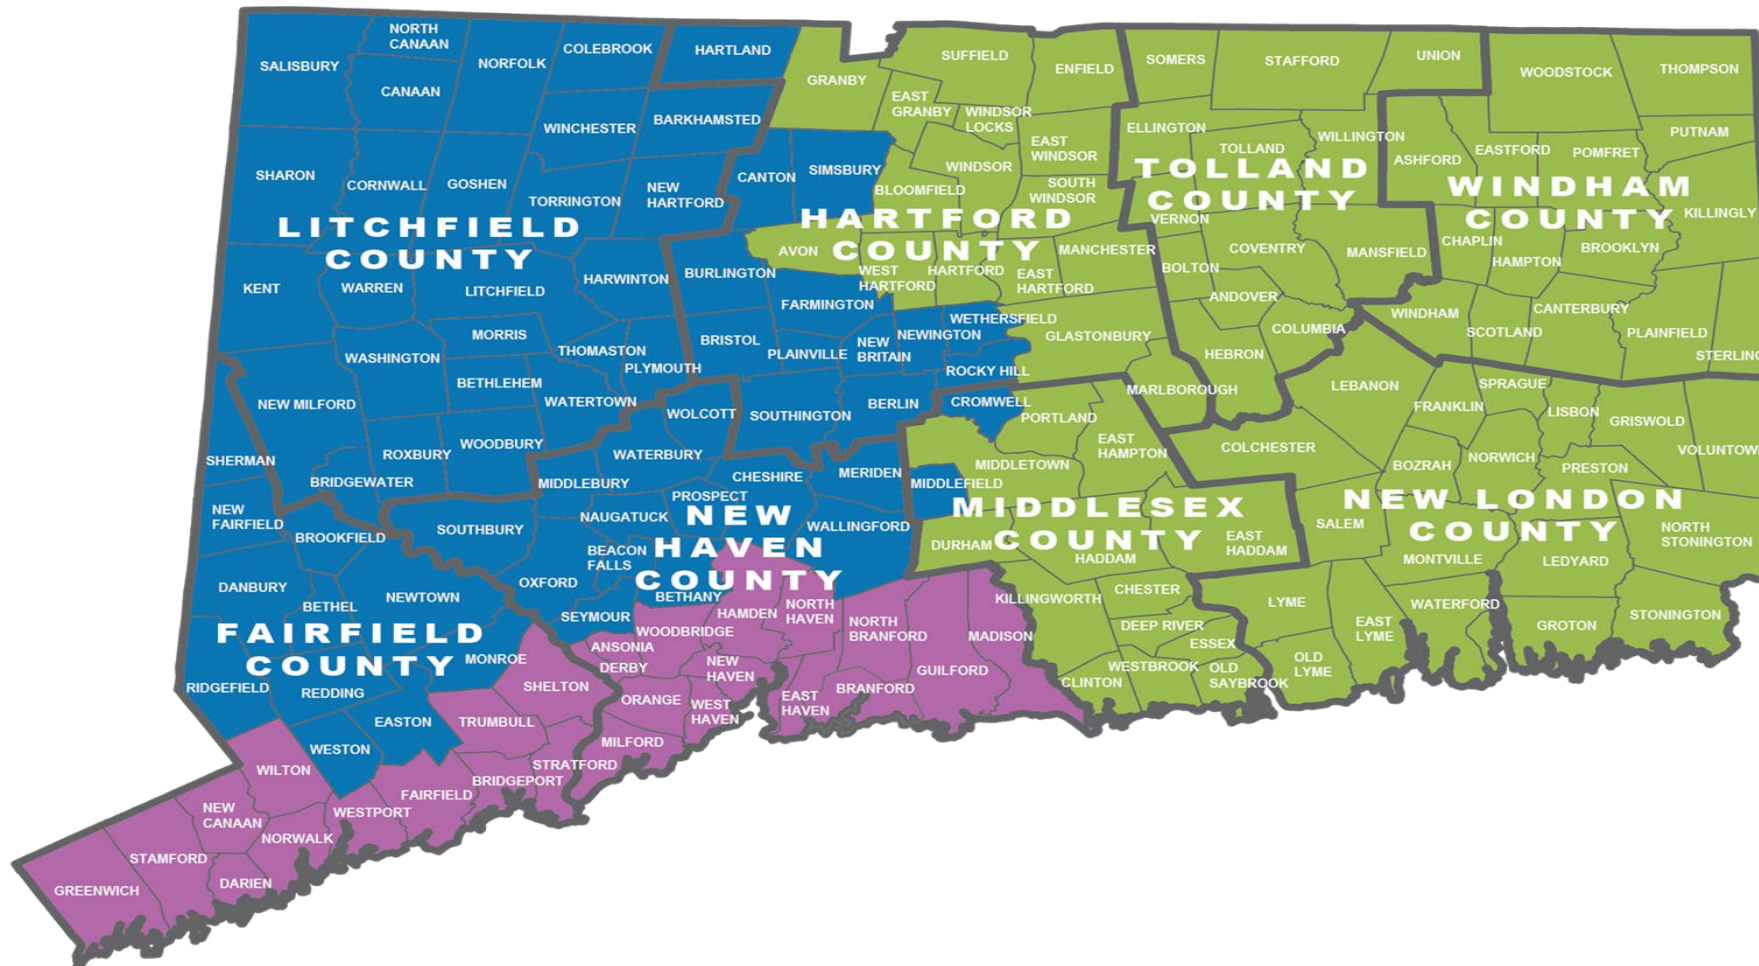 NORTH
CANAAN
COLEBROOK
HARTLAND
SALISBURY
NORFOLK
CANAAN
WINCHESTER
BARKHAMSTED
SHARON
CORNWALL
GOSHEN
TORRINGTON
NEW
HARTFORD
LITCHFIELD
COUNTY
KENT
WARREN
LITCHFIELD
HARWINTON
MORRIS
WASHINGTON
THOMASTON
PLYMOUTH
BETHLEHEM
WATERTOWN
NEW MILFORD
ROXBURY
WOODBURY
BRIDGEWATER
GRANBY
SUFFIELD
ENFIELD
EAST
GRANBY
WINDSOR
LOCKS
EAST
WINDSOR
CANTON
SIMSBURY
WINDSOR
BLOOMFIELD
SOUTH
WINDSOR
HARTFORD
COUNTY
AVON
WEST
HARTFORD
HARTFORD
EAST
HARTFORD
MANCHESTER
BURLINGTON
FARMINGTON
WETHERSFIELD
GLASTONBURY
BRISTOL
PLAINVILLE
NEW
BRITAIN
NEWINGTON
ROCKY HILL
MARLBOROUGH
SOUTHINGTON
BERLIN
SOMERS
STAFFORD
UNION
ELLINGTON
TOLLAND
WILLINGTON
TOLLAND
COUNTY
VERNON
COVENTRY
MANSFIELD
BOLTON
ANDOVER
COLUMBIA
HEBRON
WOODSTOCK
THOMPSON
PUTNAM
ASHFORD
EASTFORD
POMFRET
WINDHAM
COUNTY
KILLINGLY
CHAPLIN
HAMPTON
BROOKLYN
WINDHAM
SCOTLAND
CANTERBURY
PLAINFIELD
STERLING
SHERMAN
NEW
FAIRFIELD
BROOKFIELD
DANBURY
BETHEL
NEWTOWN
FAIRFIELD
COUNTY
MONROE
RIDGEFIELD
REDDING
SHELTON
EASTON
TRUMBULL
WESTON
WILTON
STRATFORD
BRIDGEPORT
FAIRFIELD
WESTPORT
NEW
CANAAN
NORWALK
STAMFORD
DARIEN
GREENWICH
WOLCOTT
WATERBURY
MIDDLEBURY
CHESHIRE
MERIDEN
PROSPECT
SOUTHBURY
NAUGATUCK
WALLINGFORD
NEW
HAVEN
COUNTY
BEACON
FALLS
OXFORD
BETHANY
SEYMOUR
HAMDEN
NORTH
HAVEN
WOODBRIDGE
ANSONIA
DERBY
NORTH
BRANFORD
MADISON
GUILFORD
NEW
HAVEN
ORANGE
WEST
HAVEN
EAST
HAVEN
BRANFORD
MILFORD
CROMWELL
PORTLAND
EAST
HAMPTON
MIDDLETOWN
MIDDLEFIELD
MIDDLESEX
COUNTY
DURHAM
HADDAM
EAST
HADDAM
KILLINGWORTH
CHESTER
DEEP RIVER
ESSEX
WESTBROOK
OLD
SAYBROOK
CLINTON
LEBANON
SPRAGUE
FRANKLIN
LISBON
GRISWOLD
COLCHESTER
BOZRAH
NORWICH
PRESTON
VOLUNTOWN
NEW LONDON
COUNTY
SALEM
NORTH
STONINGTON
MONTVILLE
LEDYARD
LYME
EAST
LYME
WATERFORD
GROTON
STONINGTON
OLD
LYME